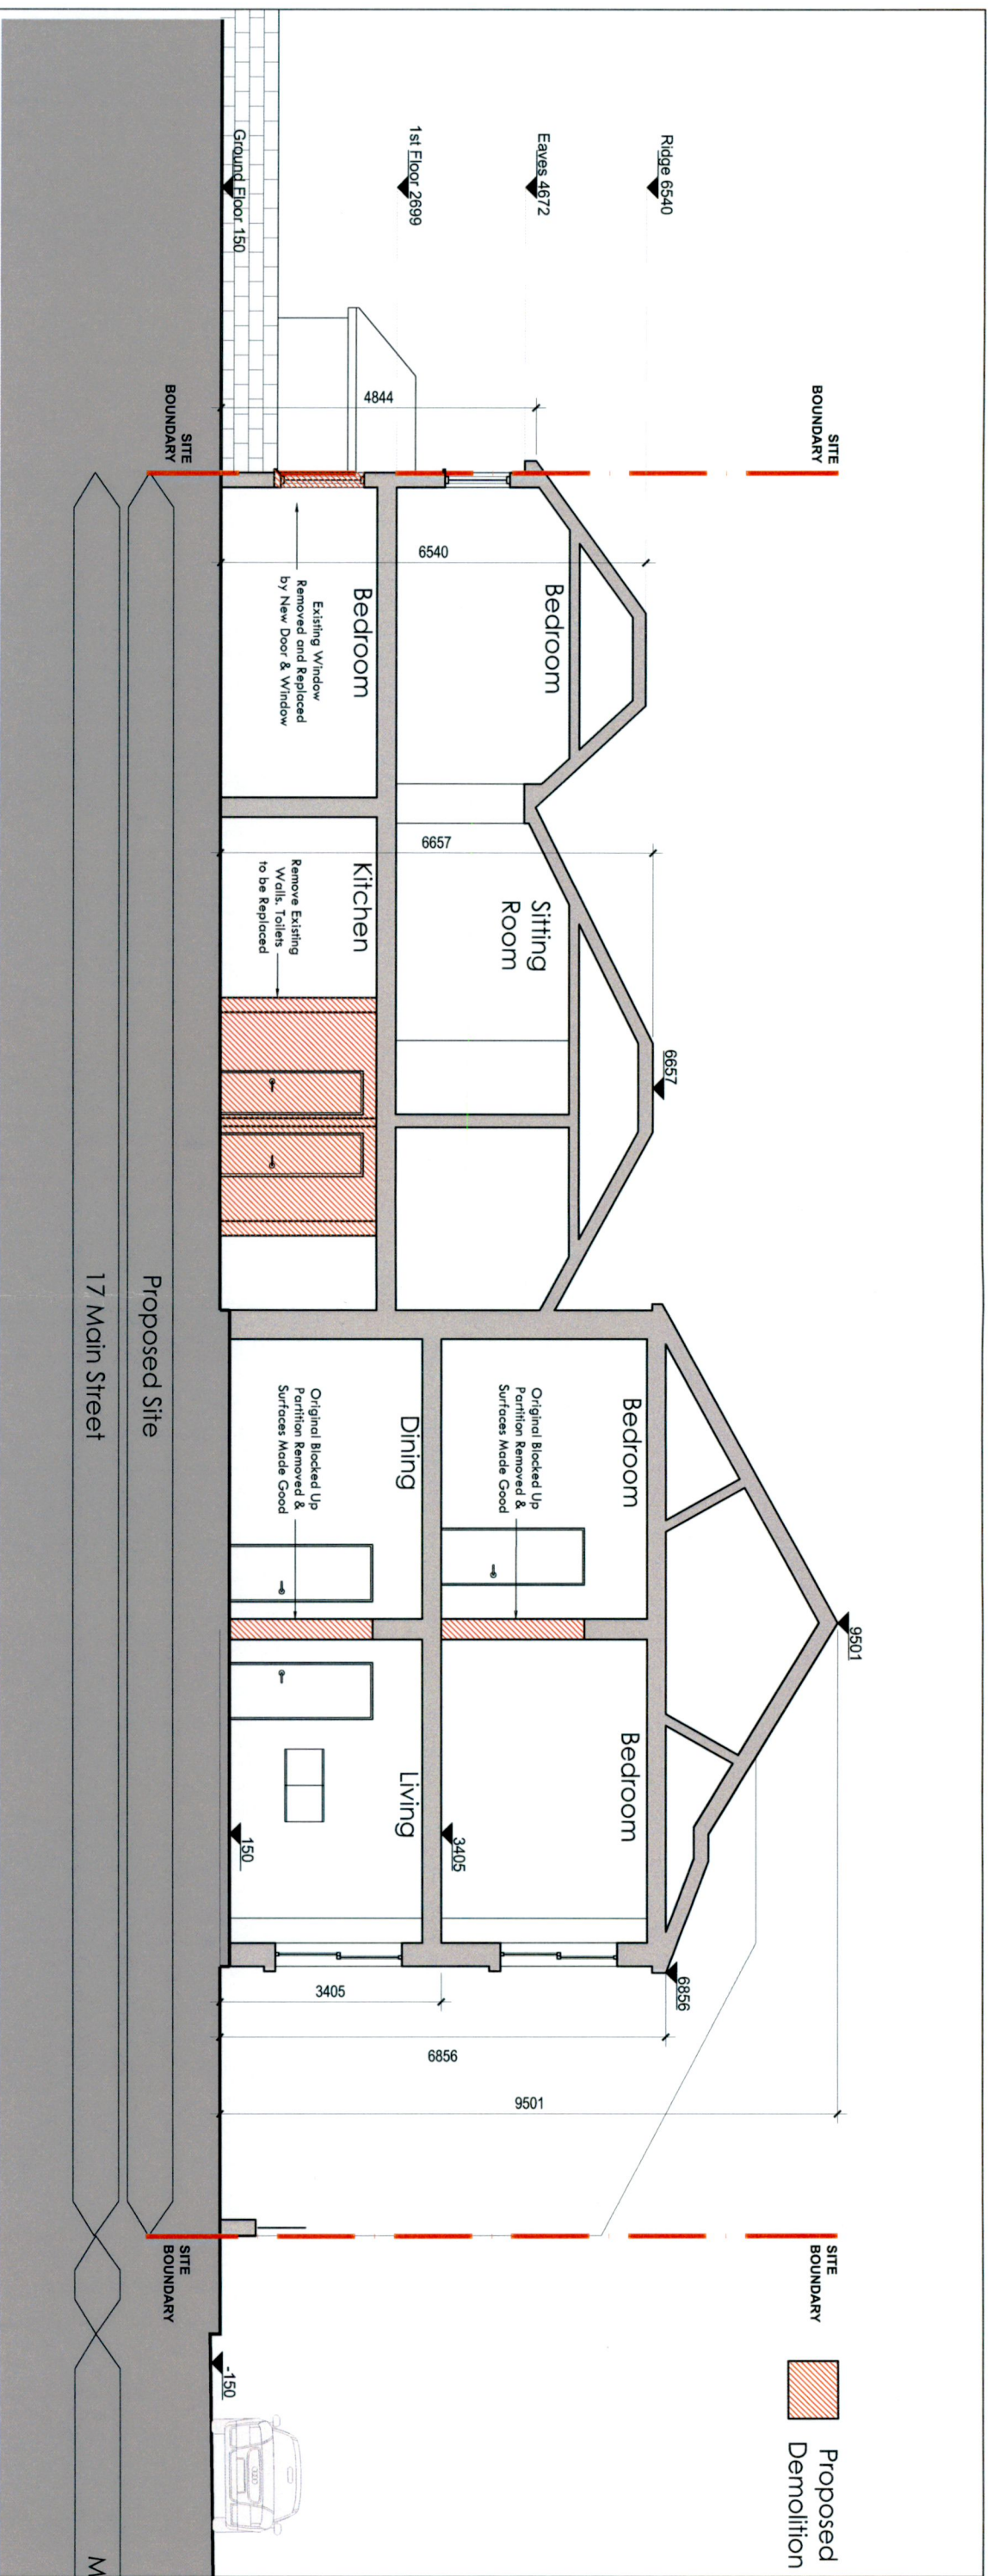 SITE
BOUNDARY
SITE
BOUNDARY
Proposed
Demolition
Ridge 6540
Eaves 4672
1st Floor 2699
Ground Floor 150
4844
6540
6657
6657
9501
6856
3405
6856
9501
3405
150
-150
Bedroom
Sitting
Room
Bedroom
Bedroom
Original Blocked Up
Partition Removed &
Surfaces Made Good
Bedroom
Existing Window
Removed and Replaced
by New Door & Window
Kitchen
Remove Existing
Walls. Toilets
to be Replaced
Dining
Original Blocked Up
Partition Removed &
Surfaces Made Good
Living
SITE
BOUNDARY
SITE
BOUNDARY
Proposed Site
17 Main Street
M